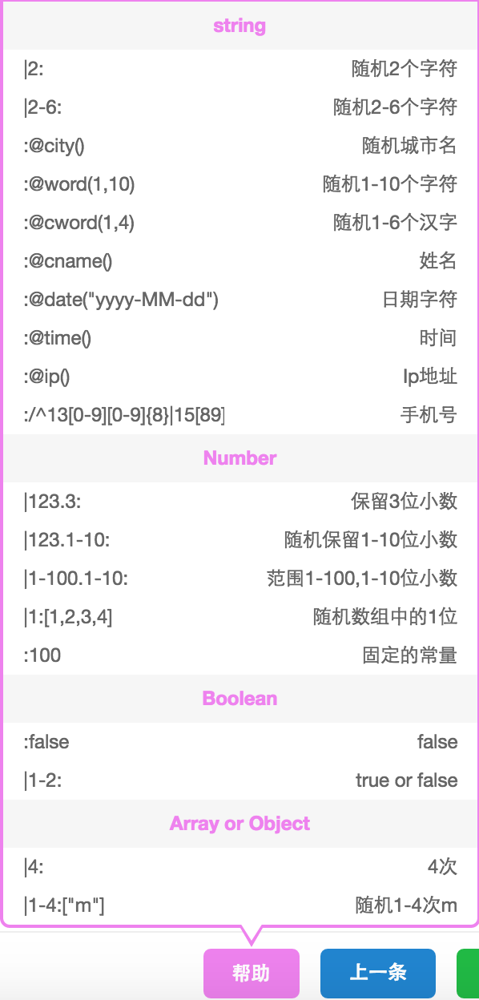 string
|2: 随机2个字符
|2-6: 随机2-6个字符
:@city() 随机城市名
:@word(1,10) 随机1-10个字符
:@cword(1,4) 随机1-6个汉字
:@cname() 姓名
:@date("yyyy-MM-dd") 日期字符
:@time() 时间
:@ip() Ip地址
:/^13[0-9][0-9]{8}|15[89] 手机号
Number
|123.3: 保留3位小数
|123.1-10: 随机保留1-10位小数
|1-100.1-10: 范围1-100,1-10位小数
|1:[1,2,3,4] 随机数组中的1位
:100 固定的常量
Boolean
:false false
|1-2: true or false
Array or Object
|4: 4次
|1-4:["m"] 随机1-4次m
帮助 上一条